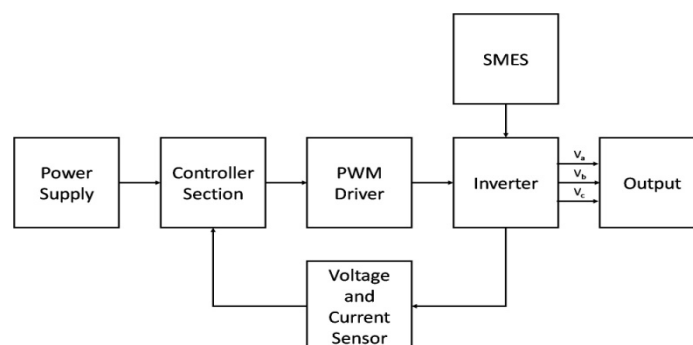 SMES
Power
Supply
Controller
Section
PWM
Driver
Inverter
Va
Vb
Vc
Output
Voltage
and
Current
Sensor